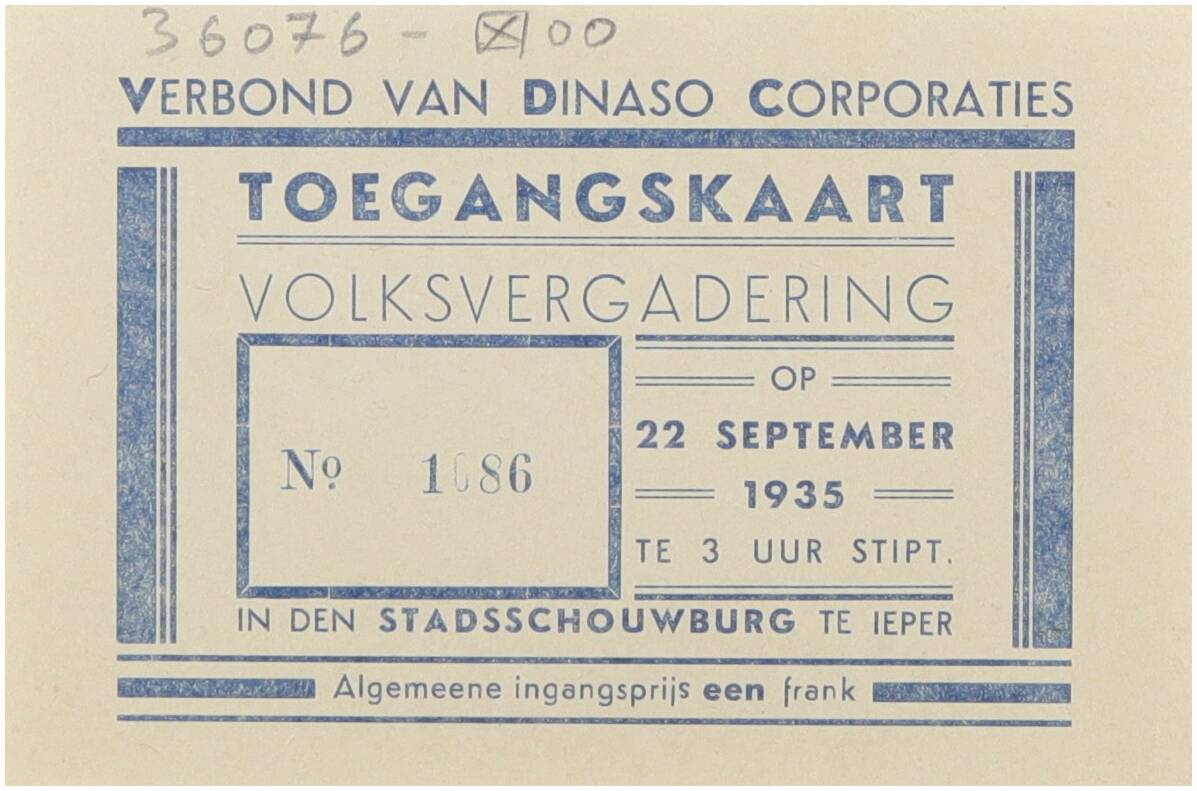 36076 - 00
VERBOND VAN DINASO CORPORATIES
TOEGANGSKAART
VOLKSVERGADERING
OP
22 SEPTEMBER
1935
TE 3 UUR STIPT.
Nº 1086
IN DEN STADSSCHOUWBURG TE IEPER
Algemeene ingangsprijs een frank